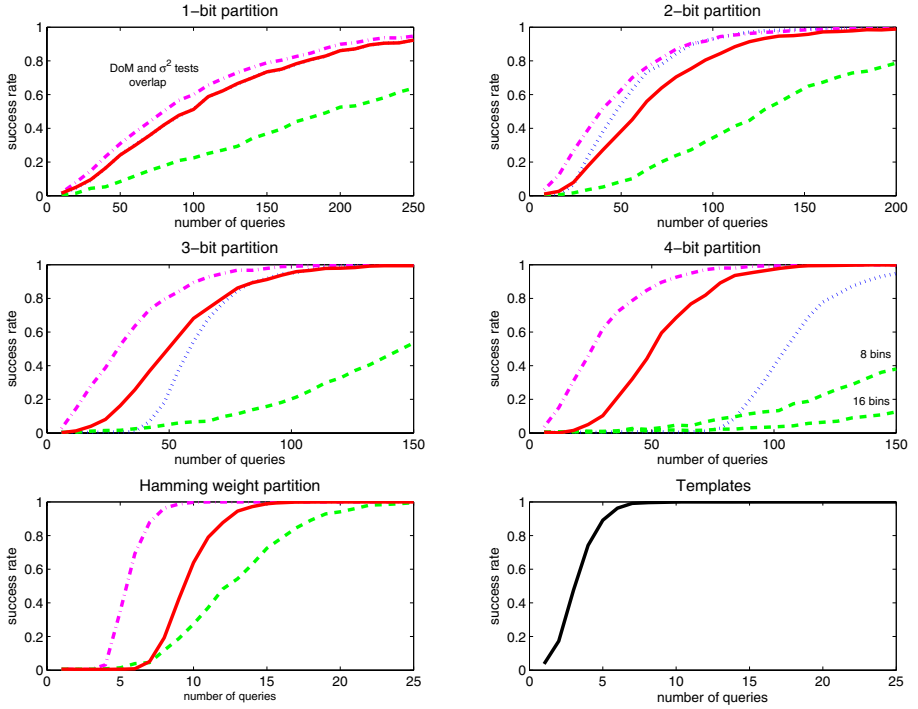 1−bit partition
1
0.8
0.6
0.4
0.2
0
success rate
DoM and σ² tests
overlap
0 50 100 150 200 250
number of queries
2−bit partition
1
0.8
0.6
0.4
0.2
0
success rate
0 50 100 150 200
number of queries
3−bit partition
1
0.8
0.6
0.4
0.2
0
success rate
0 50 100 150
number of queries
4−bit partition
1
0.8
0.6
0.4
0.2
0
success rate
8 bins
16 bins
0 50 100 150
number of queries
Hamming weight partition
1
0.8
0.6
0.4
0.2
0
success rate
0 5 10 15 20 25
number of queries
Templates
1
0.8
0.6
0.4
0.2
0
success rate
0 5 10 15 20 25
number of queries